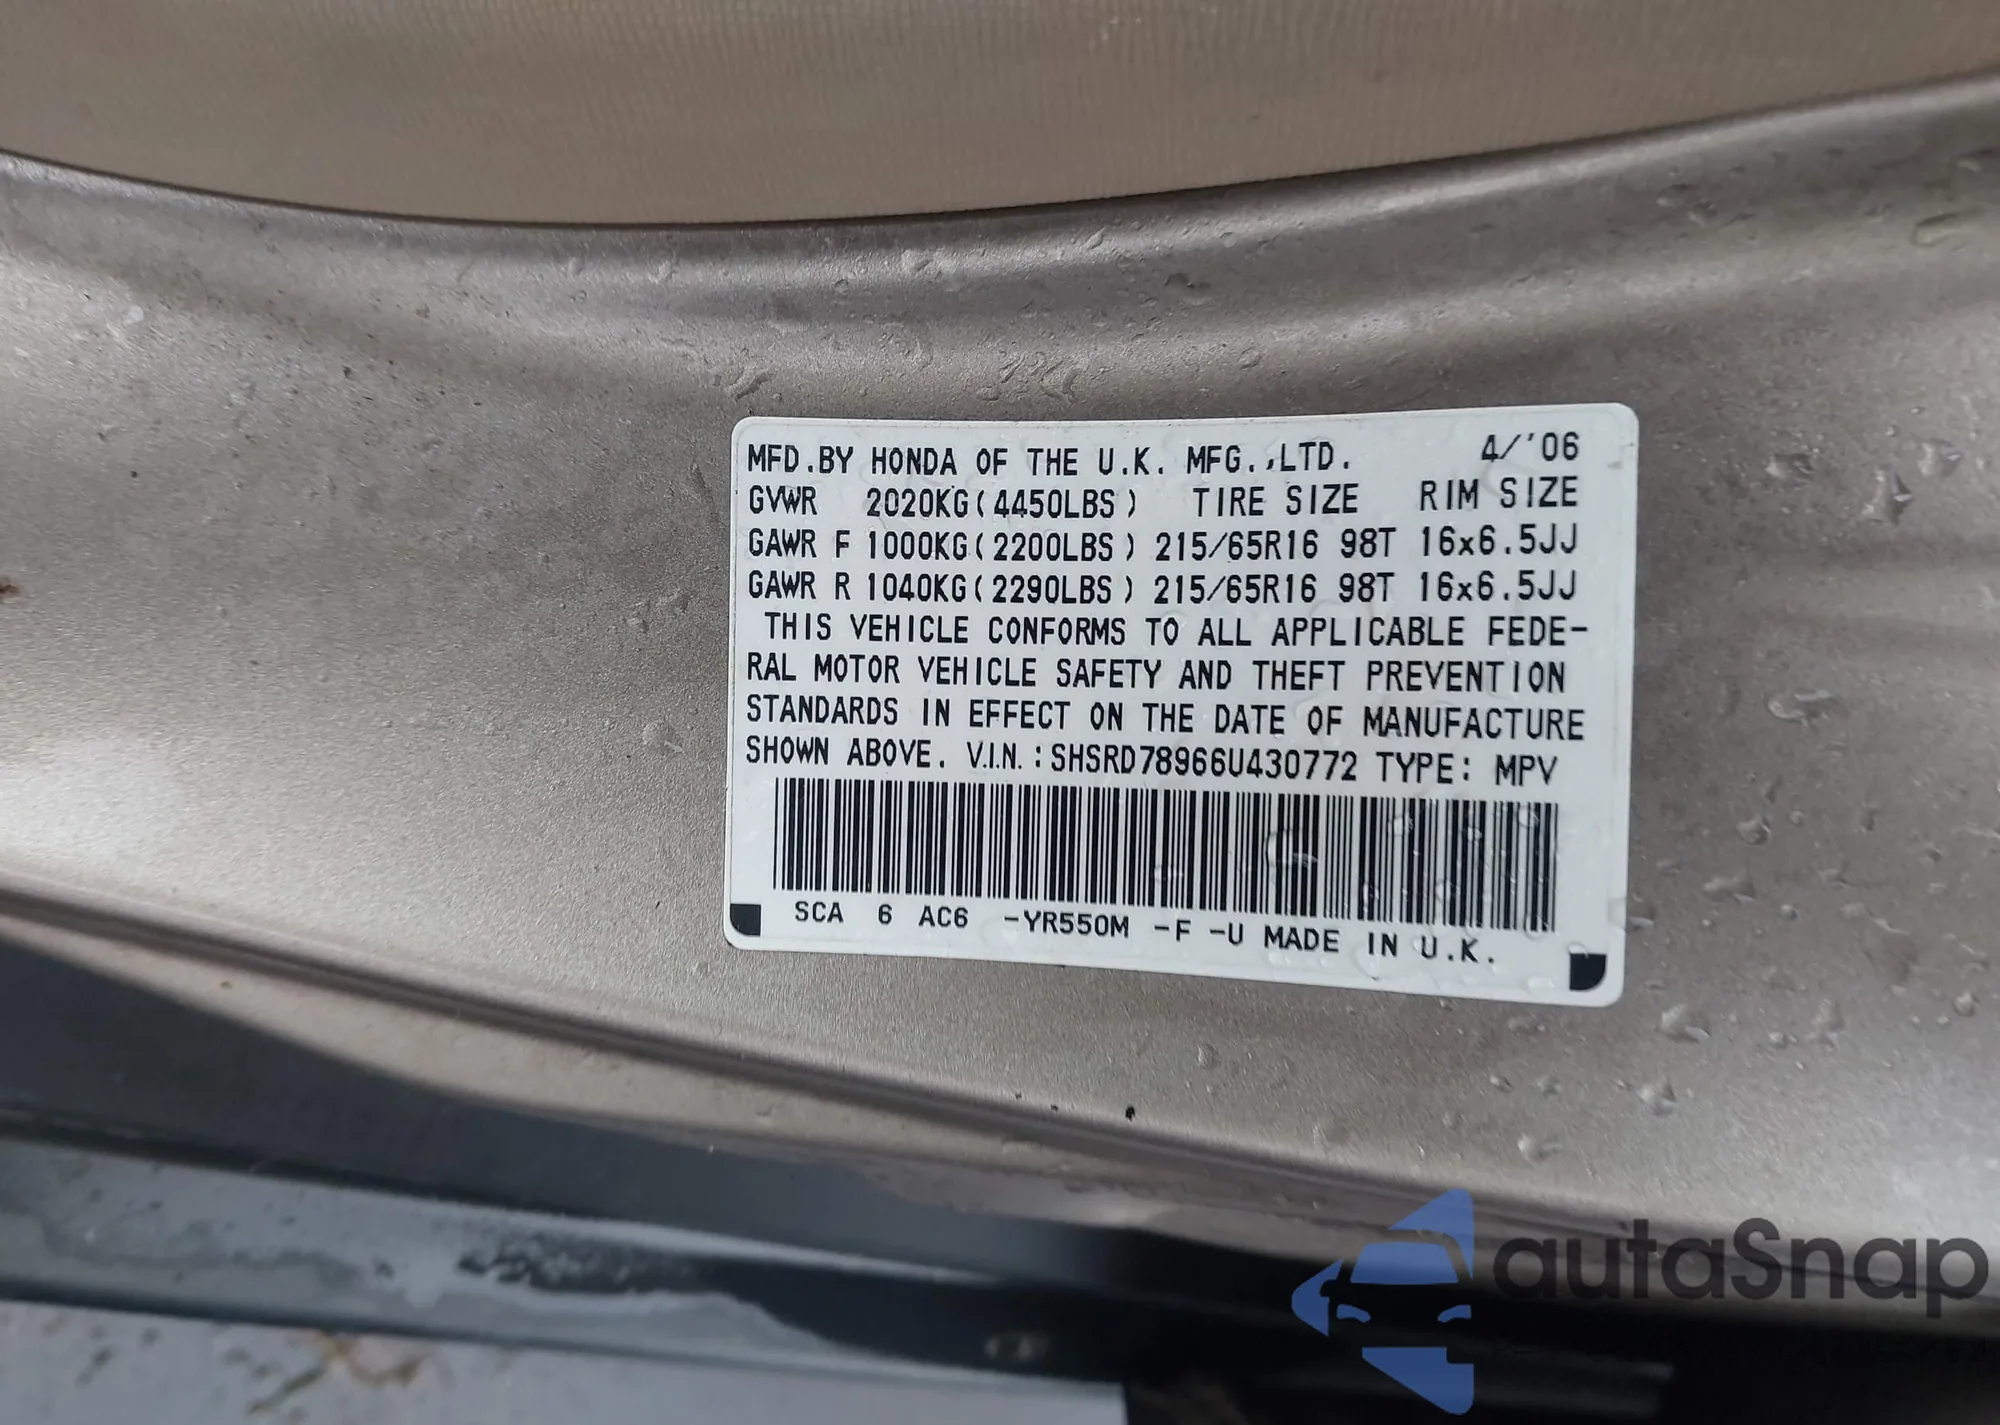 MFD.BY HONDA OF THE U.K. MFG.,LTD. 4/'06
GVWR 2020KG(4450LBS) TIRE SIZE RIM SIZE
GAWR F 1000KG(2200LBS) 215/65R16 98T 16x6.5JJ
GAWR R 1040KG(2290LBS) 215/65R16 98T 16x6.5JJ
THIS VEHICLE CONFORMS TO ALL APPLICABLE FEDE-
RAL MOTOR VEHICLE SAFETY AND THEFT PREVENTION
STANDARDS IN EFFECT ON THE DATE OF MANUFACTURE
SHOWN ABOVE. V.I.N.:SHSRD78966U430772 TYPE: MPV
SCA 6 AC6 -YR550M -F -U MADE IN U.K.
autaSnap